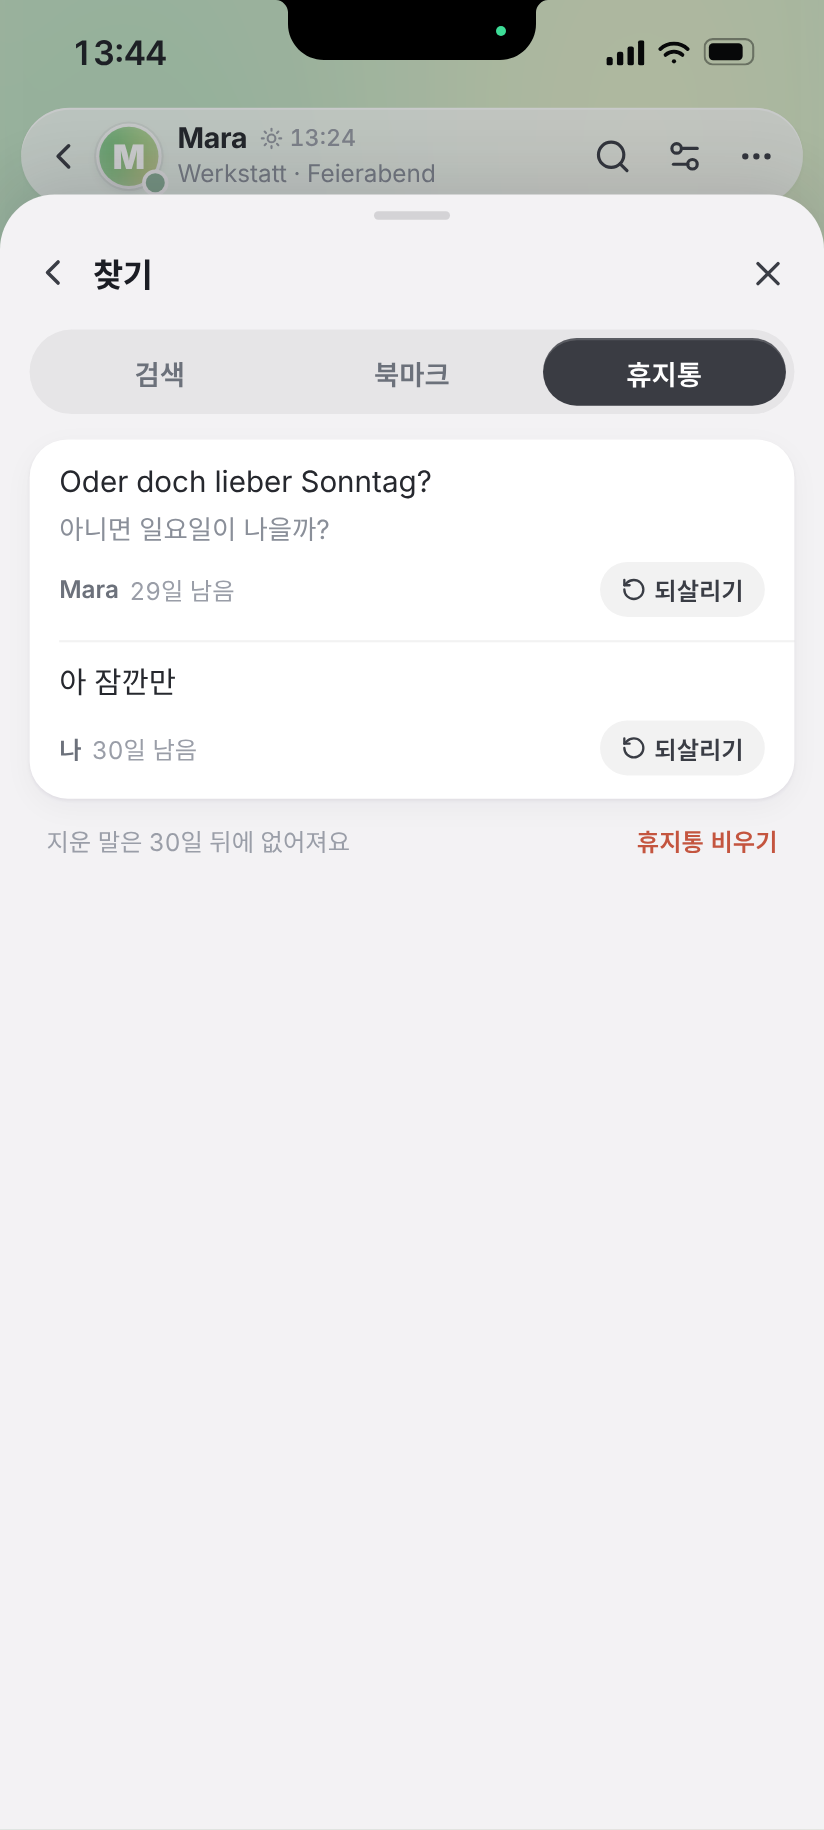 13:44
Mara 13:24
M
Werkstatt · Feierabend
찾기
검색 북마크 휴지통
Oder doch lieber Sonntag?
아니면 일요일이 나을까?
Mara 29일 남음 되살리기
아 잠깐만
나 30일 남음 되살리기
지운 말은 30일 뒤에 없어져요 휴지통 비우기